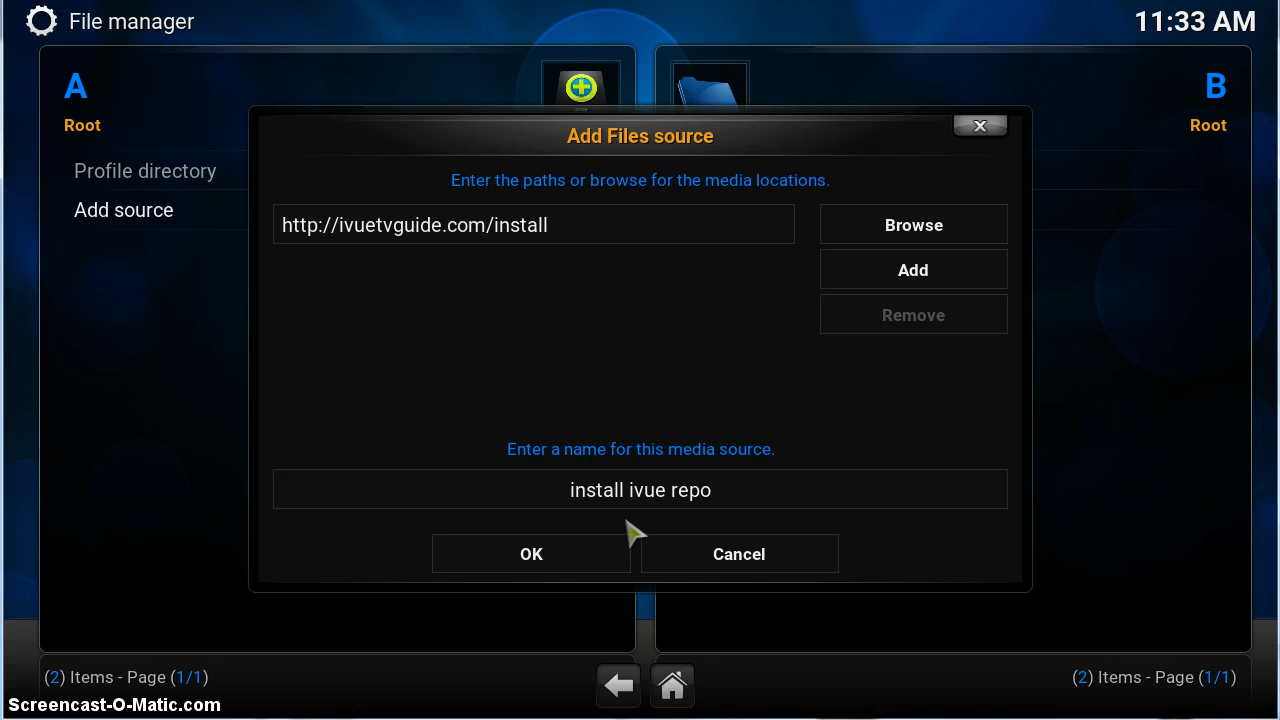 File manager
11:33 AM
A
B
Root
Root
Profile directory
Add source
Add Files source
X
Enter the paths or browse for the media locations.
http://ivuetvguide.com/install
Browse
Add
Remove
Enter a name for this media source.
install ivue repo
OK
Cancel
(2) Items - Page (1/1)
(2) Items - Page (1/1)
Screencast-O-Matic.com